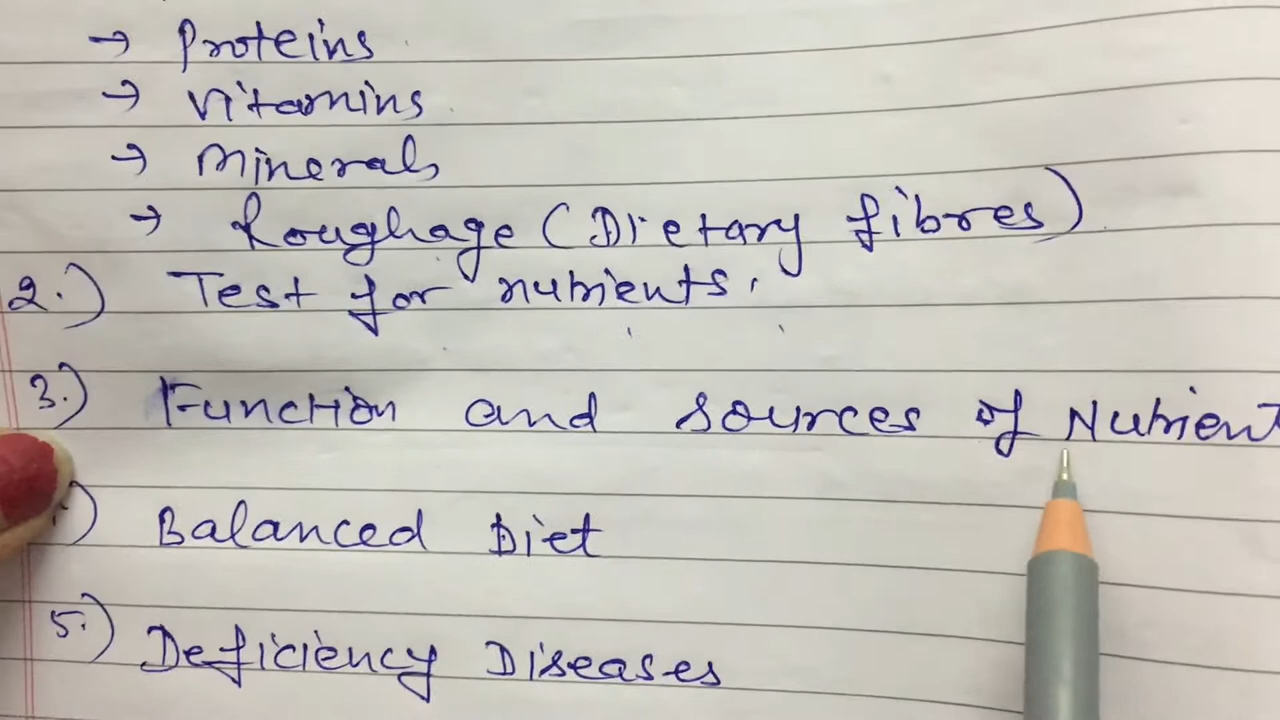 → Proteins
→ Vitamins
→ Minerals
→ Roughage (Dietary fibres)
2.) Test for nutrients.
3.) Function and sources of Nutrient
) Balanced Diet
5.) Deficiency Diseases